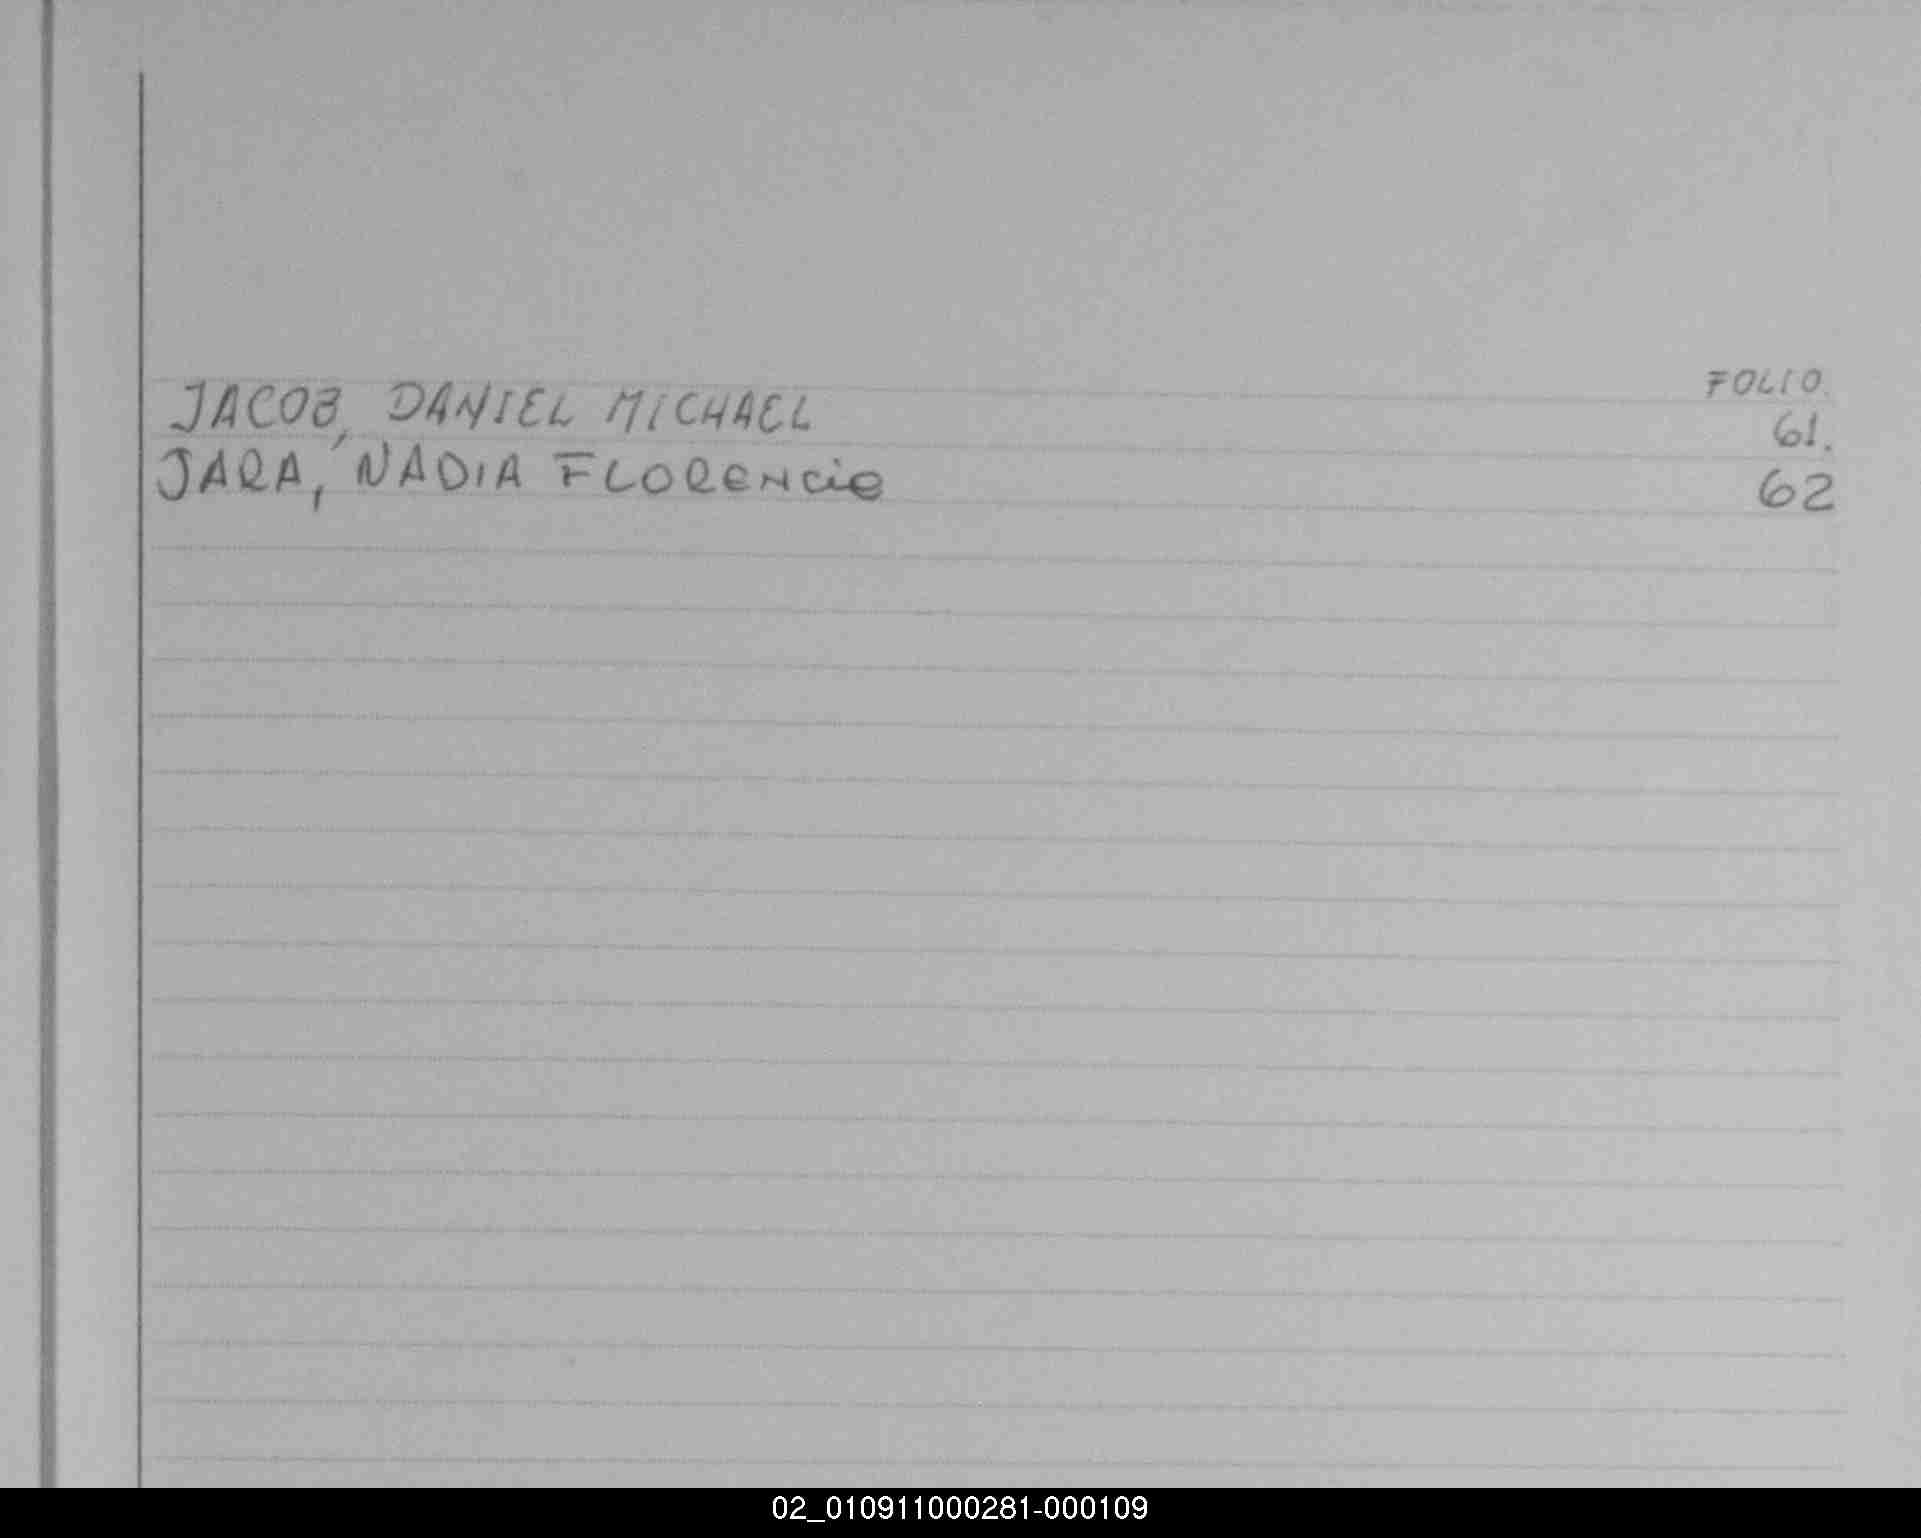 FOLIO.
JACOB, DANIEL MICHAEL 61.
JARA, NADIA FLORENCIA 62
02_010911000281-000109